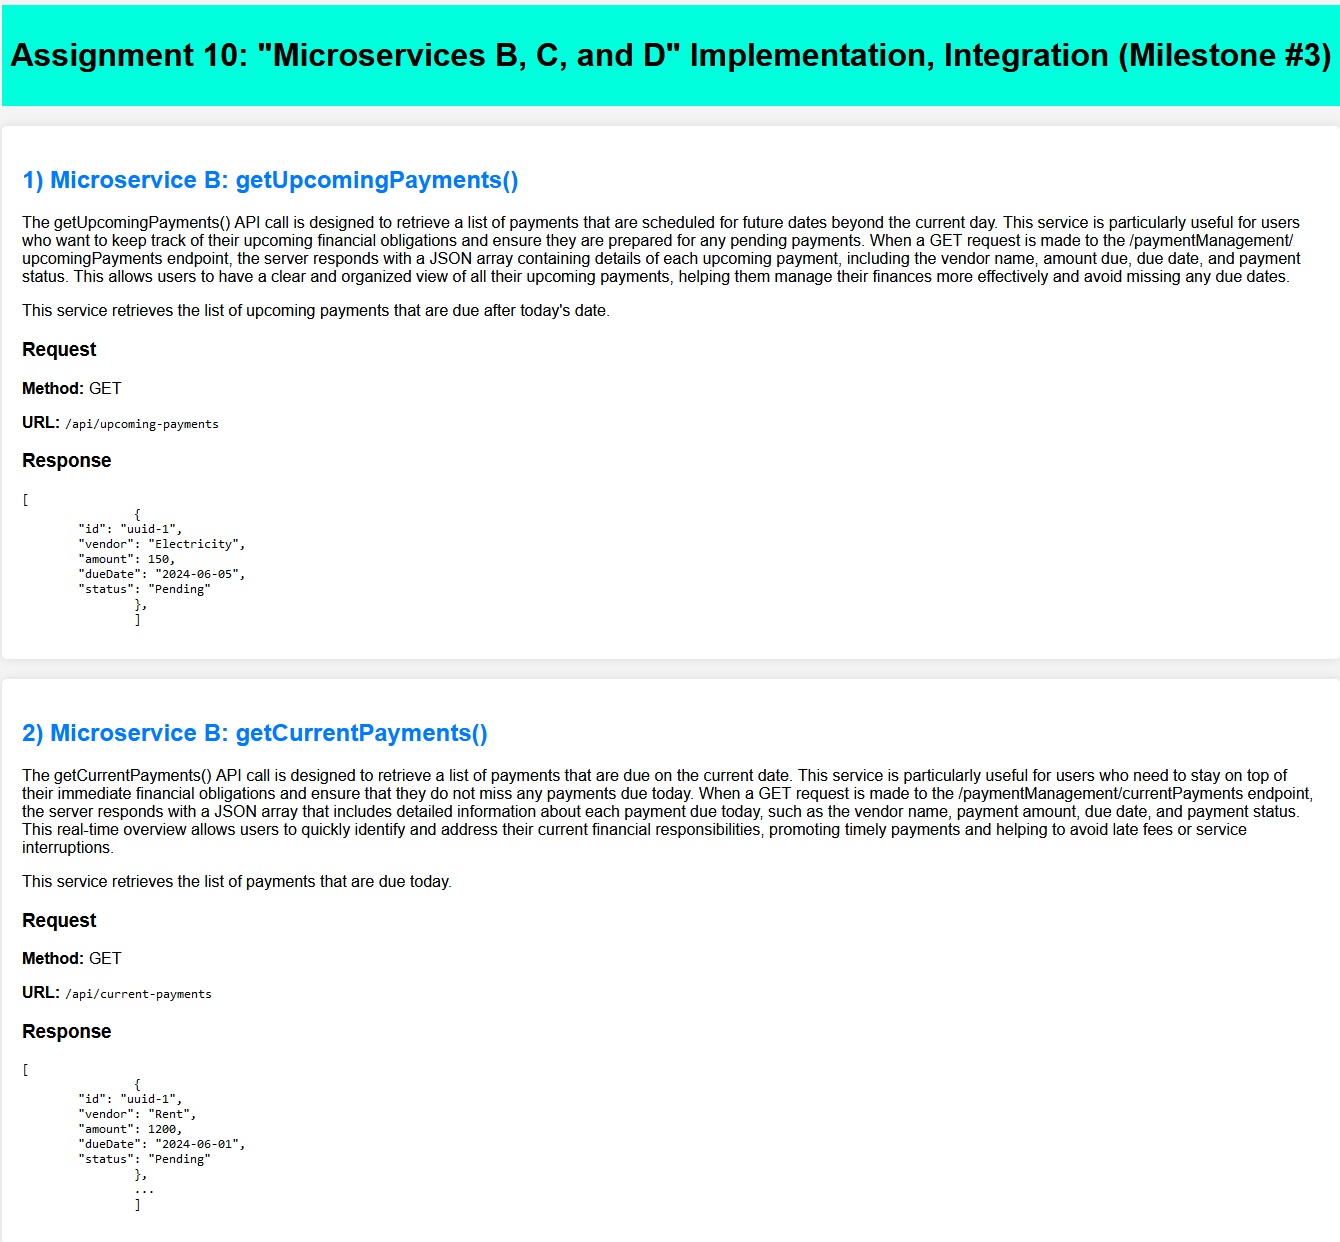 Assignment 10: "Microservices B, C, and D" Implementation, Integration (Milestone #3)
1) Microservice B: getUpcomingPayments()
The getUpcomingPayments() API call is designed to retrieve a list of payments that are scheduled for future dates beyond the current day. This service is particularly useful for users
who want to keep track of their upcoming financial obligations and ensure they are prepared for any pending payments. When a GET request is made to the /paymentManagement/
upcomingPayments endpoint, the server responds with a JSON array containing details of each upcoming payment, including the vendor name, amount due, due date, and payment
status. This allows users to have a clear and organized view of all their upcoming payments, helping them manage their finances more effectively and avoid missing any due dates.
This service retrieves the list of upcoming payments that are due after today's date.
Request
Method: GET
URL: /api/upcoming-payments
Response
[
{
"id": "uuid-1",
"vendor": "Electricity",
"amount": 150,
"dueDate": "2024-06-05",
"status": "Pending"
},
]
2) Microservice B: getCurrentPayments()
The getCurrentPayments() API call is designed to retrieve a list of payments that are due on the current date. This service is particularly useful for users who need to stay on top of
their immediate financial obligations and ensure that they do not miss any payments due today. When a GET request is made to the /paymentManagement/currentPayments endpoint,
the server responds with a JSON array that includes detailed information about each payment due today, such as the vendor name, payment amount, due date, and payment status.
This real-time overview allows users to quickly identify and address their current financial responsibilities, promoting timely payments and helping to avoid late fees or service
interruptions.
This service retrieves the list of payments that are due today.
Request
Method: GET
URL: /api/current-payments
Response
[
{
"id": "uuid-1",
"vendor": "Rent",
"amount": 1200,
"dueDate": "2024-06-01",
"status": "Pending"
},
...
]